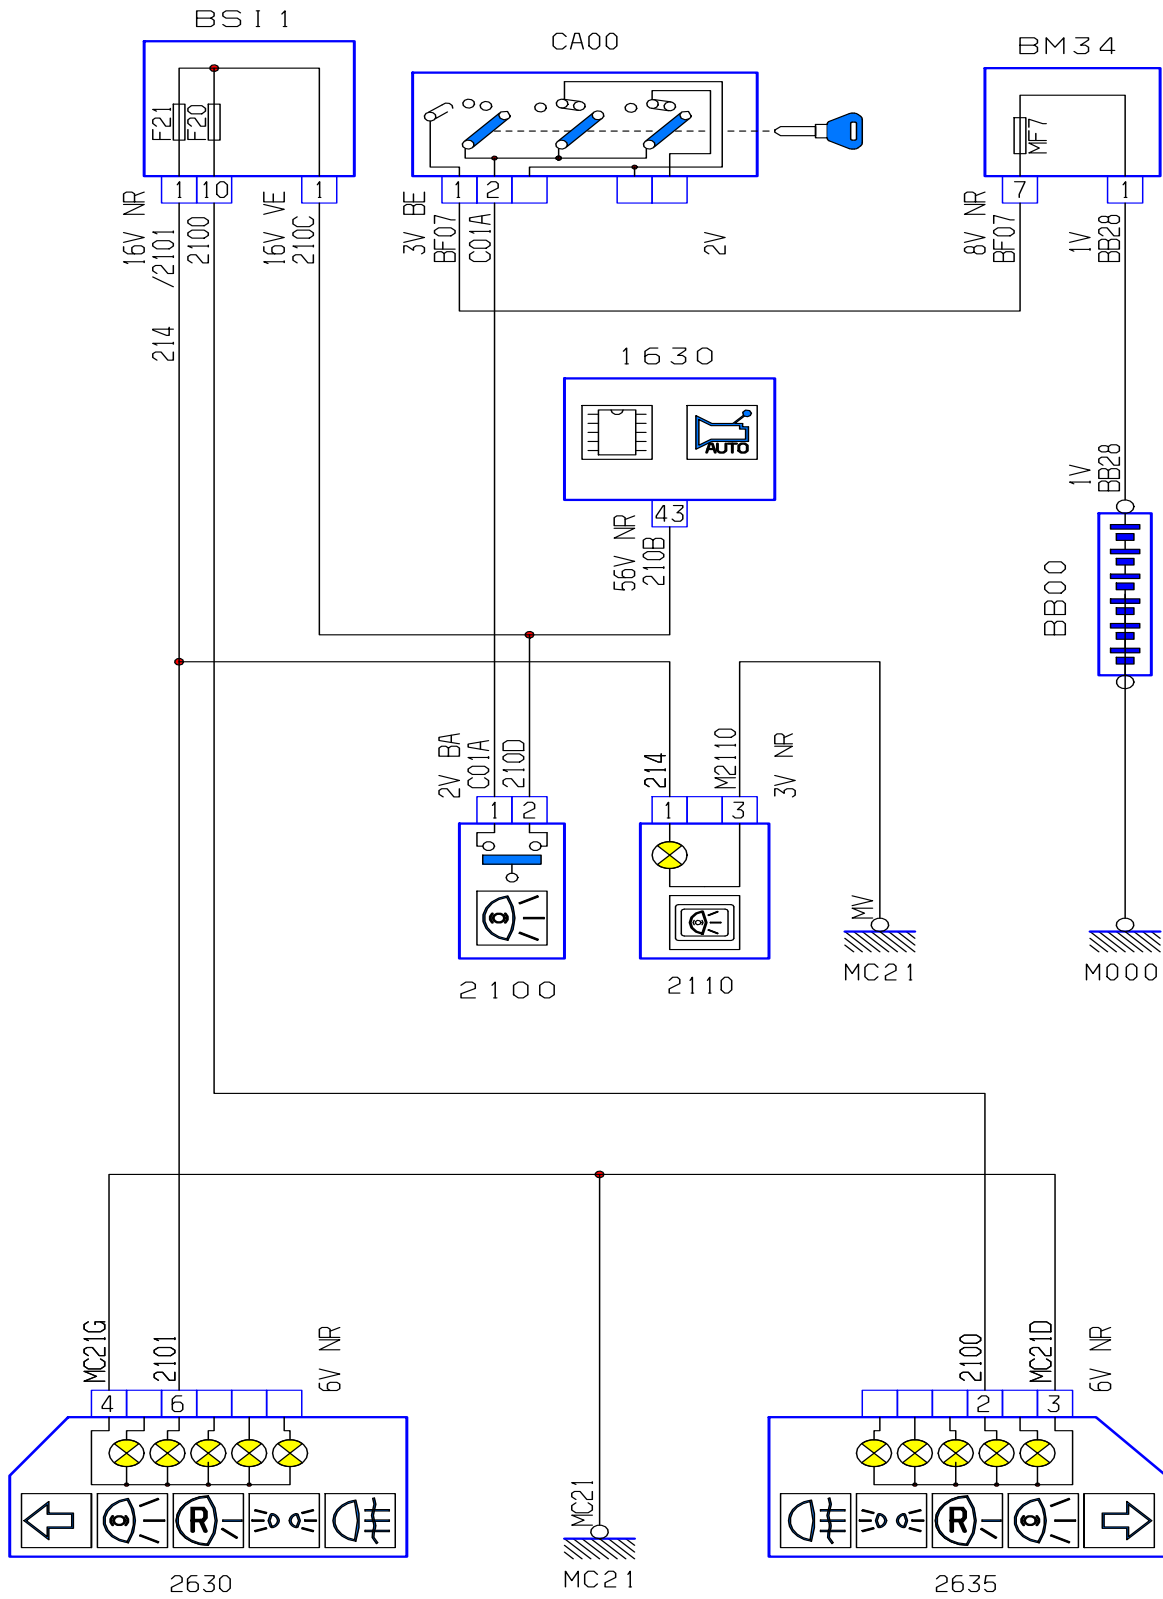 BSI1
CA00
BM34
F21
F20
MF7
1
10
1
1
2
7
1
16V NR
/2101
2100
16V VE
210C
3V BE
BF07
C01A
2V
8V NR
BF07
1V
BB28
214
1630
AUTO
43
56V NR
210B
1V
BB28
BB00
2V BA
C01A
210D
214
M2110
3V NR
1
2
1
3
2100
2110
MV
MC21
M000
MC21G
2101
6V NR
2100
MC21D
6V NR
4
6
2
3
R
R
MC21
MC21
2630
2635